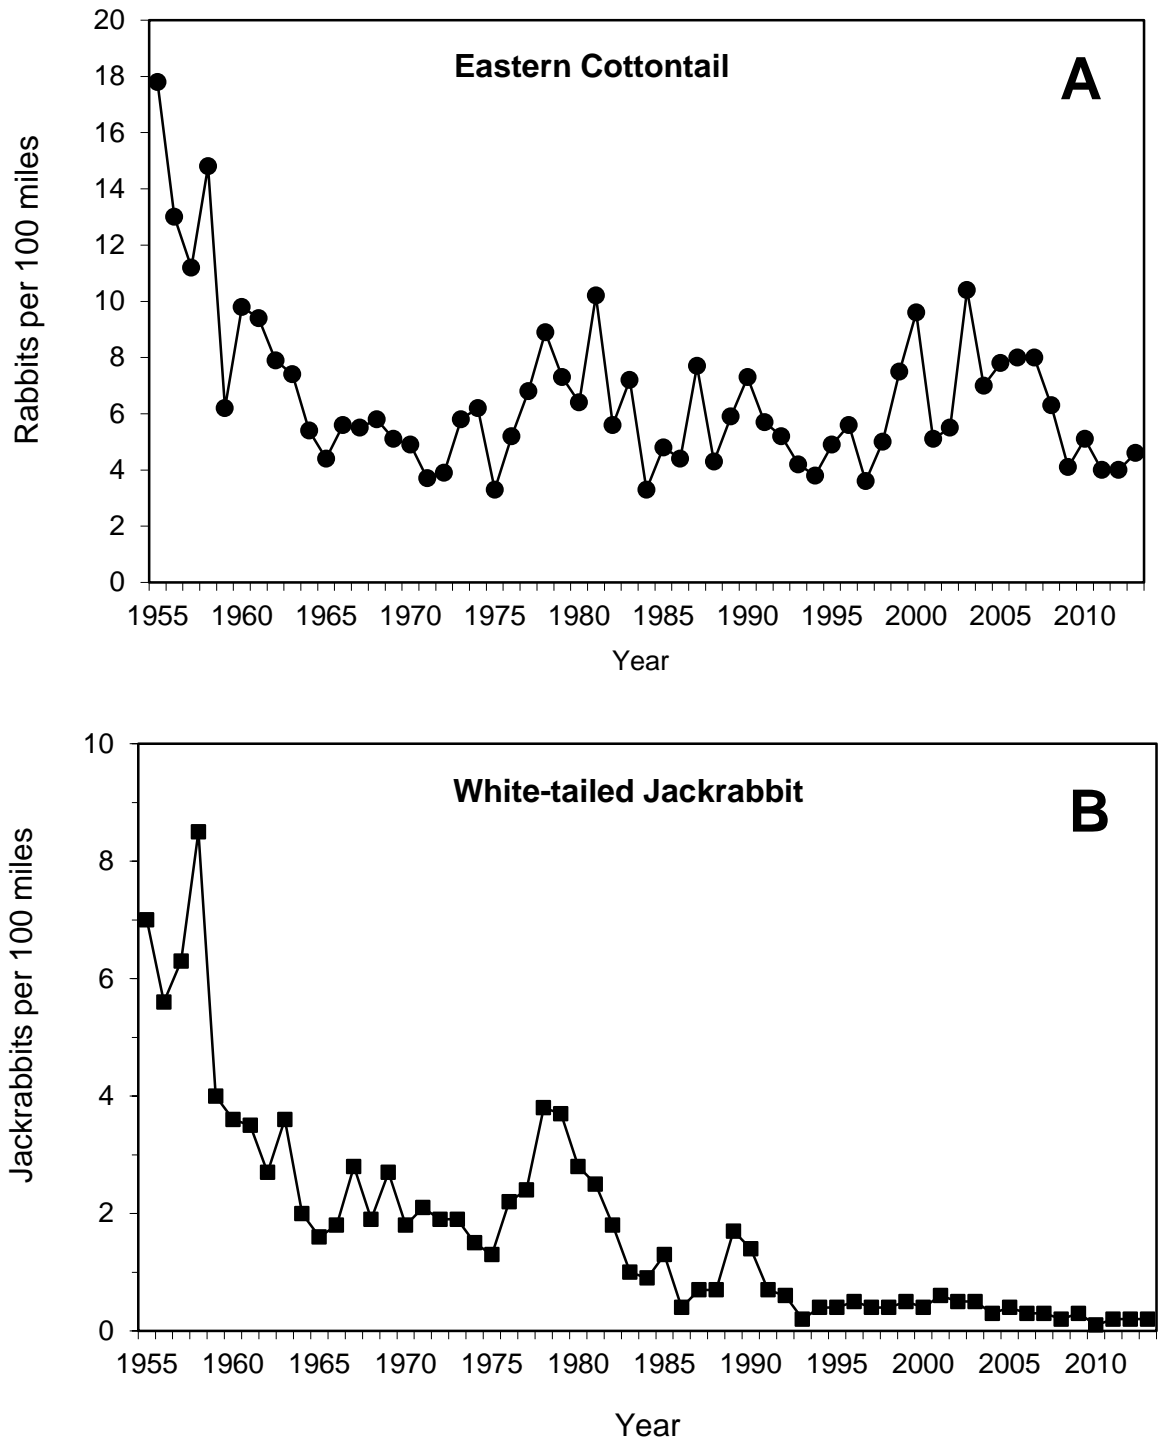 20
Eastern Cottontail
A
18
16
14
12
10
8
6
4
2
0
Rabbits per 100 miles
1955 1960 1965 1970 1975 1980 1985 1990 1995 2000 2005 2010
Year
10
White-tailed Jackrabbit
B
8
6
4
2
0
Jackrabbits per 100 miles
1955 1960 1965 1970 1975 1980 1985 1990 1995 2000 2005 2010
Year